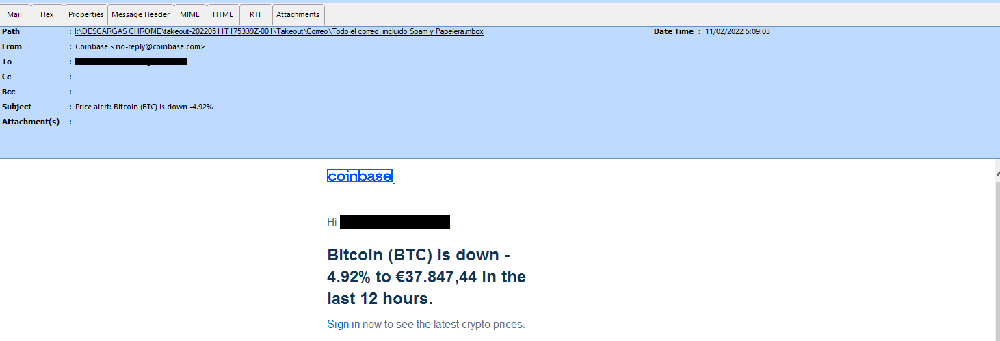 Mail Hex Properties Message Header MIME HTML RTF Attachments
Path : I:\DESCARGAS CHROME\takeout-20220511T175339Z-001\Takeout\Correo\Todo el correo, incluido Spam y Papelera.mbox Date Time : 11/02/2022 5:09:03
From : Coinbase <no-reply@coinbase.com>
To :
Cc :
Bcc :
Subject : Price alert: Bitcoin (BTC) is down -4.92%
Attachment(s) :
coinbase
Hi ,
Bitcoin (BTC) is down -
4.92% to €37.847,44 in the
last 12 hours.
Sign in now to see the latest crypto prices.